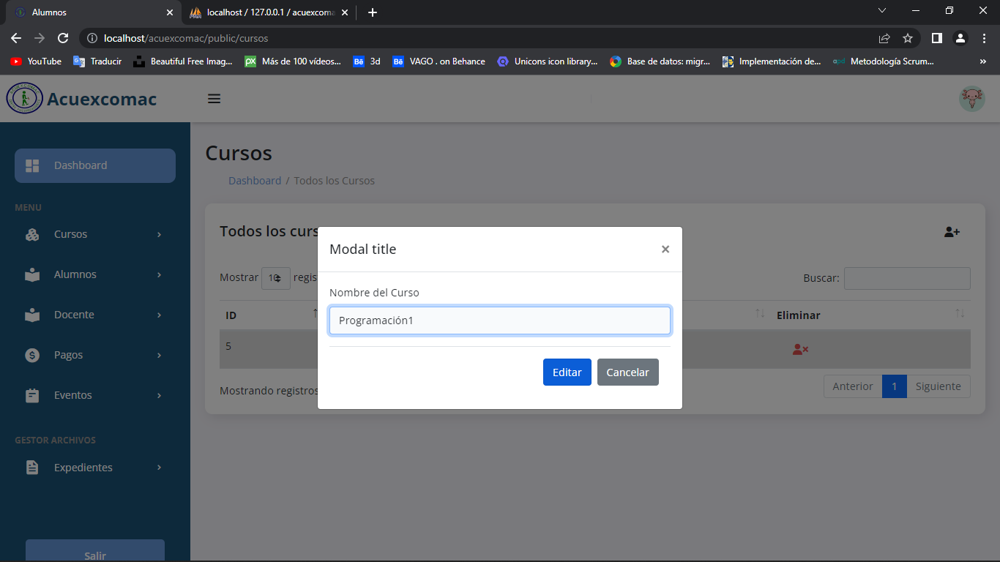 Alumnos
localhost / 127.0.0.1 / acuexcoma
localhost/acuexcomac/public/cursos
YouTube
Traducir
Beautiful Free Imag...
Más de 100 vídeos...
3d
VAGO . on Behance
Unicons icon library...
Base de datos: migr...
Implementación de...
Metodología Scrum...
Acuexcomac
Dashboard
MENU
Cursos
Alumnos
Docente
Pagos
Eventos
GESTOR ARCHIVOS
Expedientes
Salir
Cursos
Dashboard / Todos los Cursos
Todos los curs
Mostrar 10 regis
Buscar:
ID
Eliminar
5
Mostrando registros
Anterior 1 Siguiente
Modal title
Nombre del Curso
Programación1
Editar Cancelar